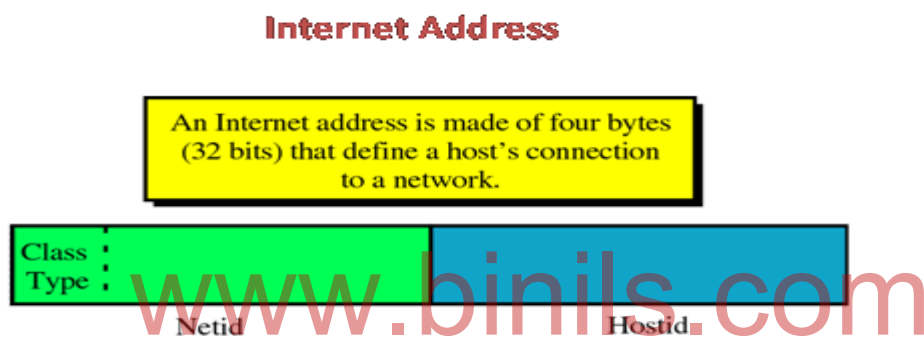 Internet Address
An Internet address is made of four bytes
(32 bits) that define a host's connection
to a network.
Class
Type
www.binils.com
Netid Hostid